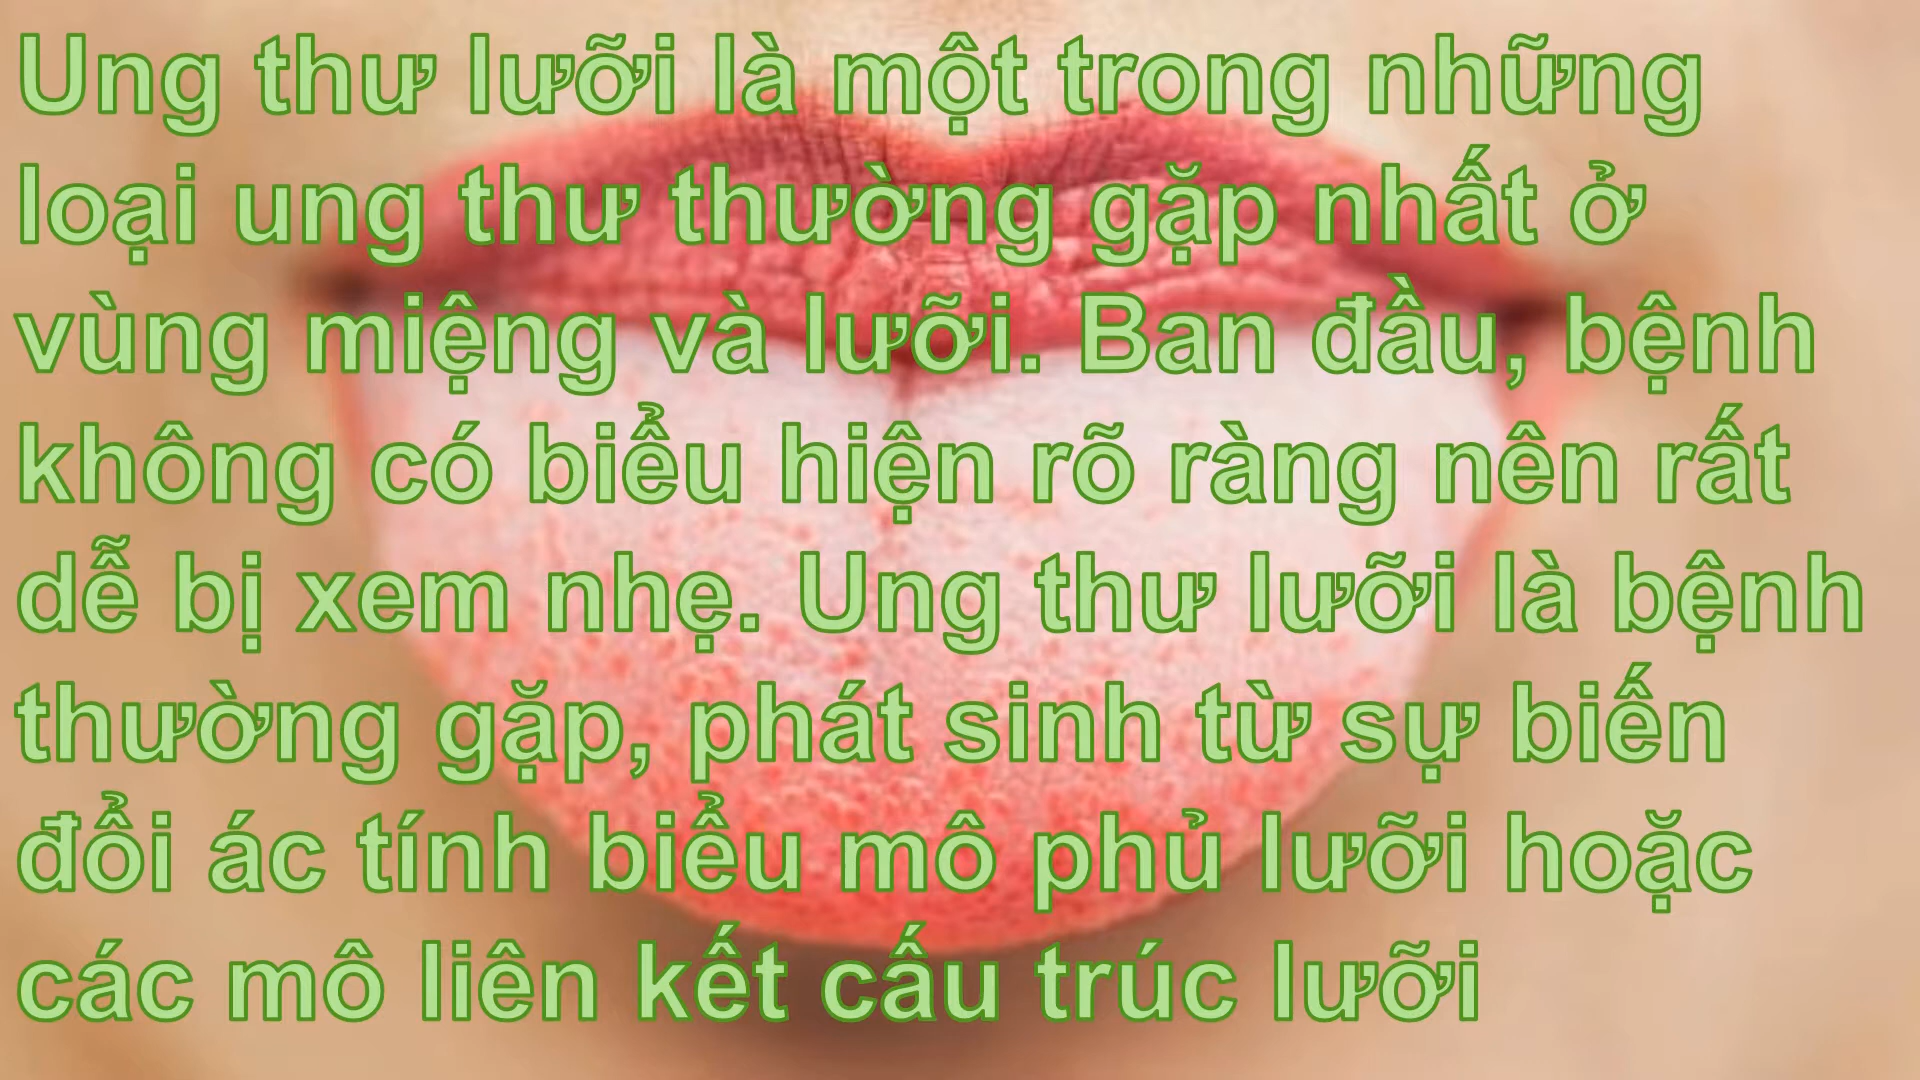 Ung thư lưỡi là một trong những
loại ung thư thường gặp nhất ở
vùng miệng và lưỡi. Ban đầu, bệnh
không có biểu hiện rõ ràng nên rất
dễ bị xem nhẹ. Ung thư lưỡi là bệnh
thường gặp, phát sinh từ sự biến
đổi ác tính biểu mô phủ lưỡi hoặc
các mô liên kết cấu trúc lưỡi